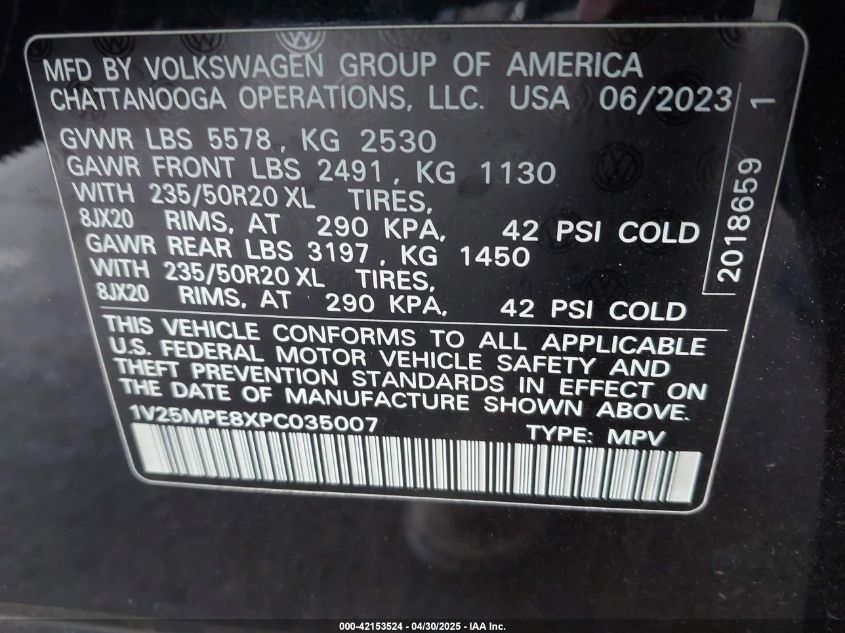 MFD BY VOLKSWAGEN GROUP OF AMERICA
CHATTANOOGA OPERATIONS, LLC. USA 06/2023
GVWR LBS 5578, KG 2530
GAWR FRONT LBS 2491, KG 1130
WITH 235/50R20 XL TIRES,
8JX20 RIMS, AT 290 KPA, 42 PSI COLD
GAWR REAR LBS 3197, KG 1450
WITH 235/50R20 XL TIRES,
8JX20 RIMS, AT 290 KPA, 42 PSI COLD
2018659 1
THIS VEHICLE CONFORMS TO ALL APPLICABLE
U.S. FEDERAL MOTOR VEHICLE SAFETY AND
THEFT PREVENTION STANDARDS IN EFFECT ON
THE DATE OF MANUFACTURE SHOWN ABOVE.
1V25MPE8XPC035007 TYPE: MPV
000-42153524 - 04/30/2025 - IAA Inc.